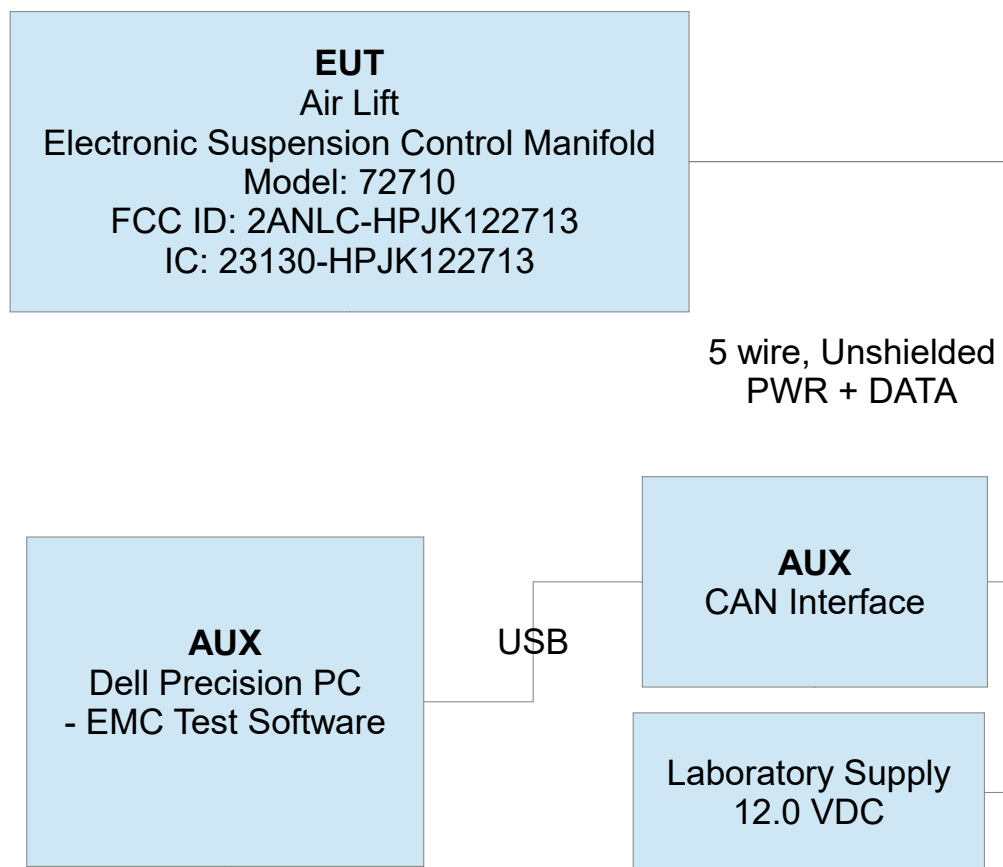 EUT
Air Lift
Electronic Suspension Control Manifold
Model: 72710
FCC ID: 2ANLC-HPJK122713
IC: 23130-HPJK122713
5 wire, Unshielded
PWR + DATA
AUX
CAN Interface
USB
AUX
Dell Precision PC
- EMC Test Software
Laboratory Supply
12.0 VDC